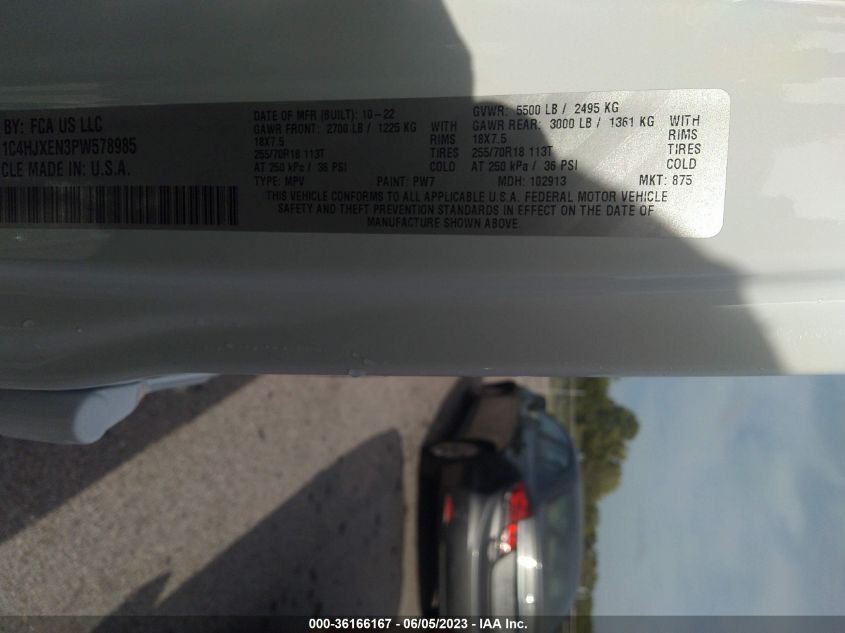 BY: FCA US LLC
1C4HJXEN3PW578985
CLE MADE IN: U.S.A.
DATE OF MFR (BUILT): 10-22 GVWR: 5500 LB / 2495 KG
GAWR FRONT: 2700 LB / 1225 KG WITH GAWR REAR: 3000 LB / 1361 KG WITH
18X7.5 RIMS 18X7.5 RIMS
255/70R18 113T TIRES 255/70R18 113T TIRES
AT 250 kPa / 36 PSI COLD AT 250 kPa / 36 PSI COLD
TYPE: MPV PAINT: PW7 MDH: 102913 MKT: 875
THIS VEHICLE CONFORMS TO ALL APPLICABLE U.S.A. FEDERAL MOTOR VEHICLE
SAFETY AND THEFT PREVENTION STANDARDS IN EFFECT ON THE DATE OF
MANUFACTURE SHOWN ABOVE
000-36166167 - 06/05/2023 - IAA Inc.